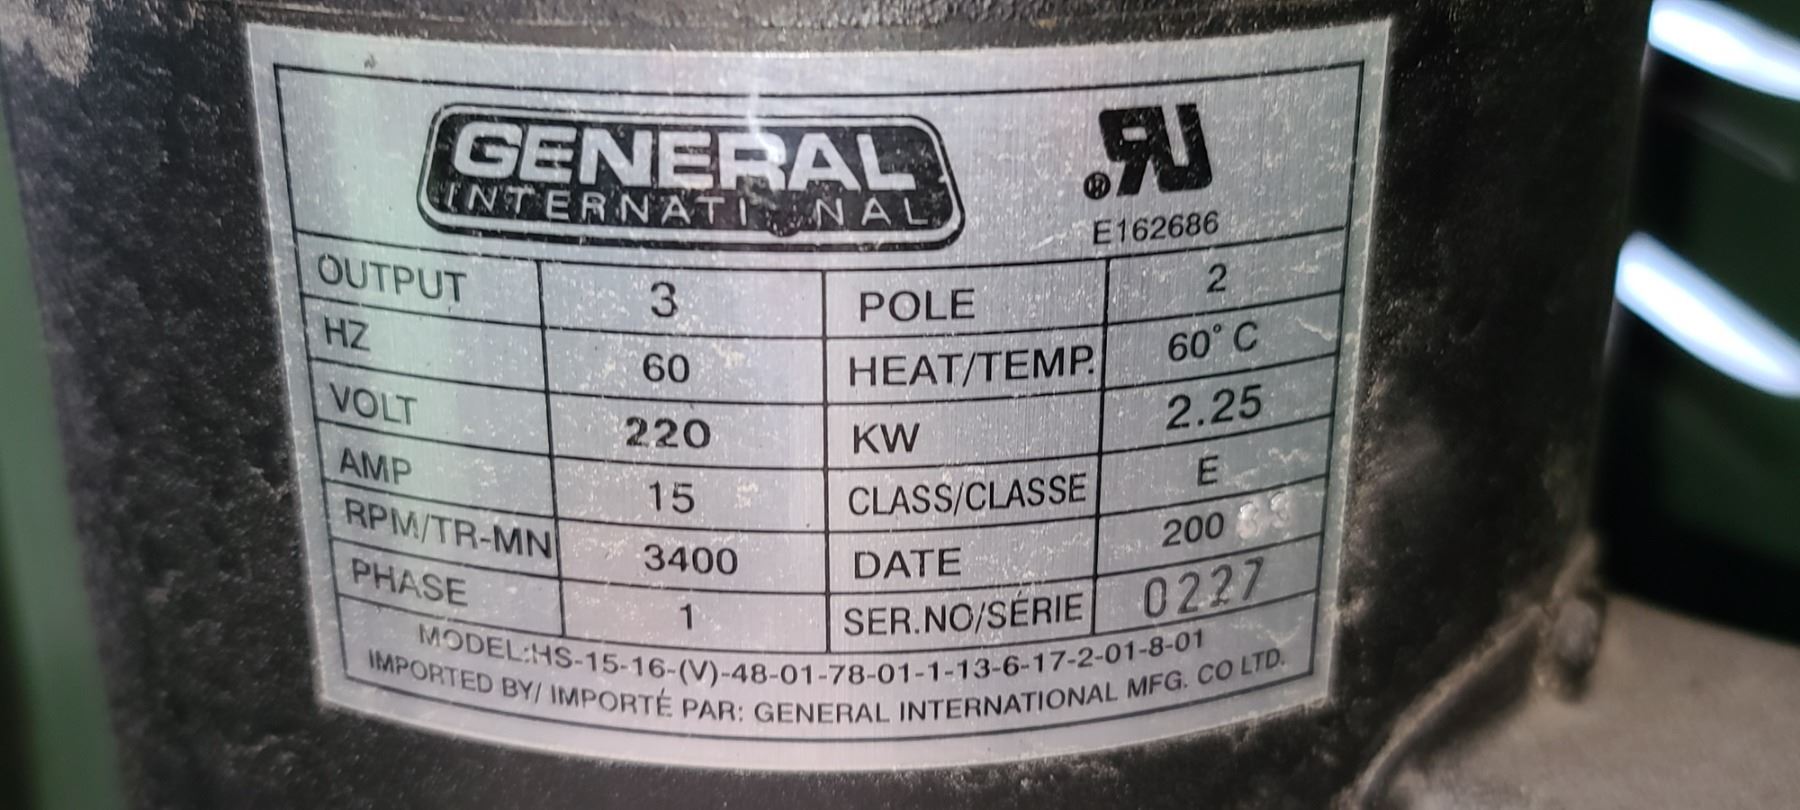 GENERAL
INTERNATIONAL
®
E162686
OUTPUT 3 POLE 2
HZ 60 HEAT/TEMP. 60°C
VOLT 220 KW 2.25
AMP 15 CLASS/CLASSE E
RPM/TR-MN 3400 DATE 200
PHASE 1 SER.NO/SÉRIE 0227
MODEL:HS-15-16-(V)-48-01-78-01-1-13-6-17-2-01-8-01
IMPORTED BY/ IMPORTÉ PAR: GENERAL INTERNATIONAL MFG. CO LTD.